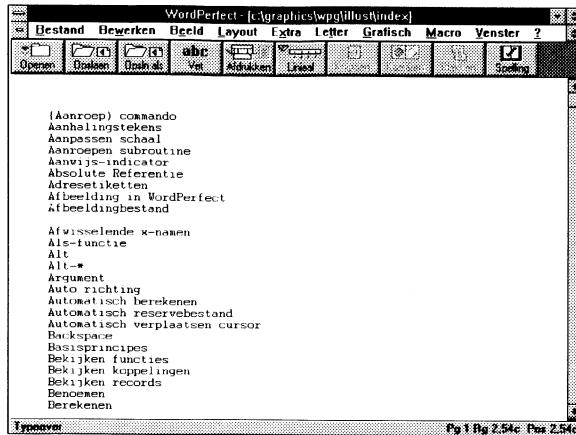 WordPerfect - [c:\graphics\wpg\illust\index]
Bestand Bewerken Beeld Layout Extra Letter Grafisch Macro Venster ?
Openen Opslaan Opsln als abc Vet Afdrukken Liniaal Spelling
{Aanroep} commando
Aanhalingstekens
Aanpassen schaal
Aanroepen subroutine
Aanwijs-indicator
Absolute Referentie
Adresetiketten
Afbeelding in WordPerfect
Afbeeldingbestand
Afwisselende x-namen
Als-functie
Alt
Alt-*
Argument
Auto richting
Automatisch berekenen
Automatisch reservebestand
Automatisch verplaatsen cursor
Backspace
Basisprincipes
Bekijken functies
Bekijken koppelingen
Bekijken records
Benoemen
Berekenen
Typeover Pg 1 Rg 2.54c Pos 2.54c